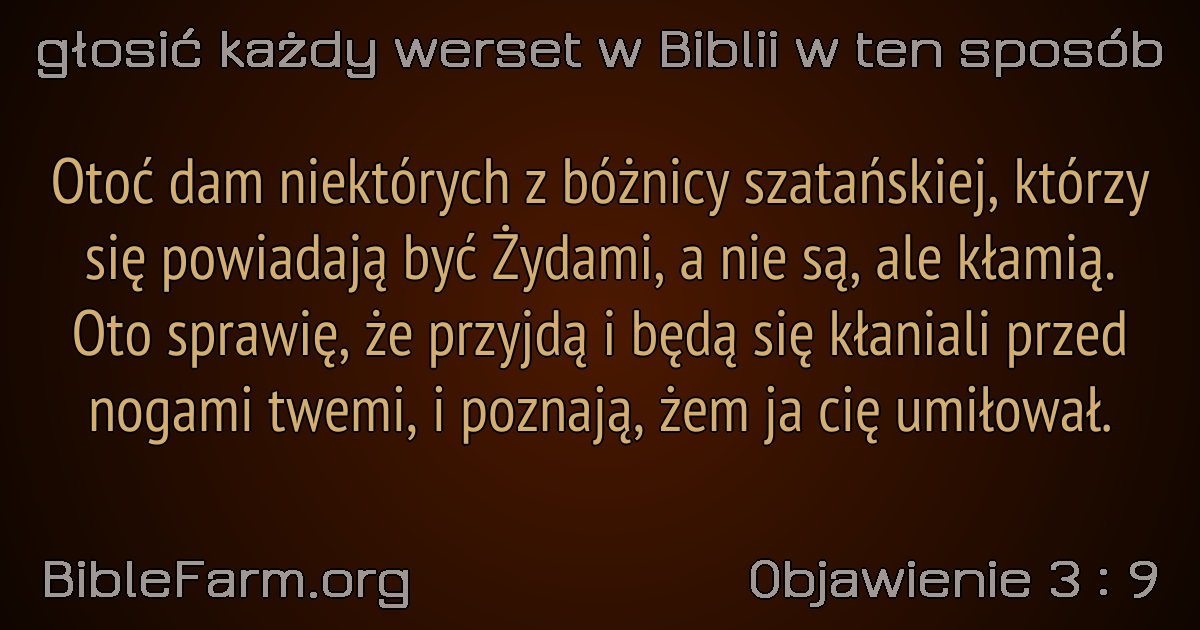 głosić każdy werset w Biblii w ten sposób
Otoć dam niektórych z bóżnicy szatańskiej, którzy
się powiadają być Żydami, a nie są, ale kłamią.
Oto sprawię, że przyjdą i będą się kłaniali przed
nogami twemi, i poznają, żem ja cię umiłował.
BibleFarm.org
Objawienie 3 : 9